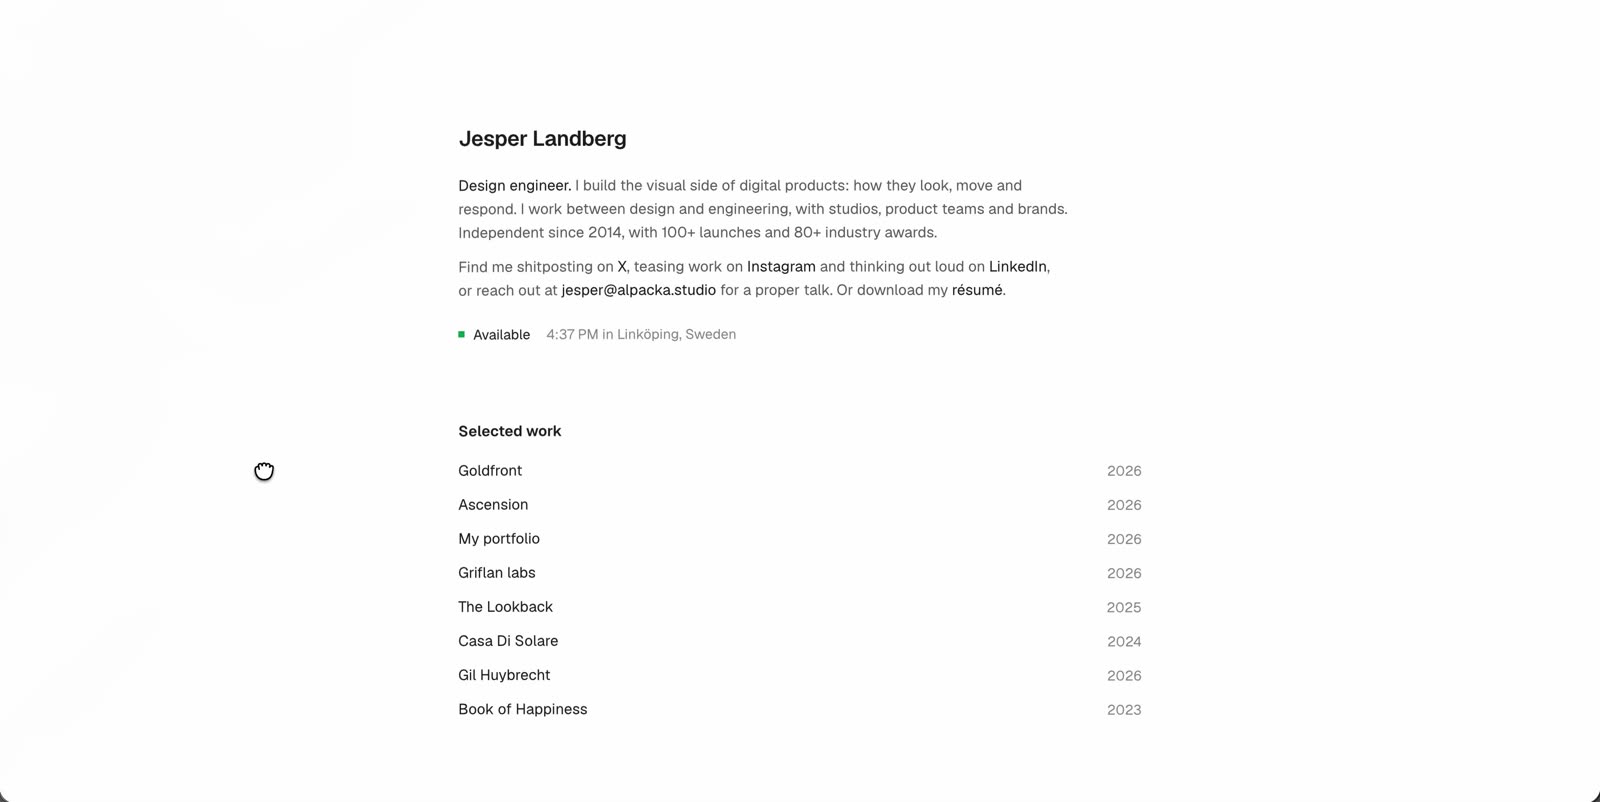 Jesper Landberg
Design engineer. I build the visual side of digital products: how they look, move and
respond. I work between design and engineering, with studios, product teams and brands.
Independent since 2014, with 100+ launches and 80+ industry awards.
Find me shitposting on X, teasing work on Instagram and thinking out loud on LinkedIn,
or reach out at jesper@alpacka.studio for a proper talk. Or download my résumé.
Available 4:37 PM in Linköping, Sweden
Selected work
Goldfront 2026
Ascension 2026
My portfolio 2026
Griflan labs 2026
The Lookback 2025
Casa Di Solare 2024
Gil Huybrecht 2026
Book of Happiness 2023